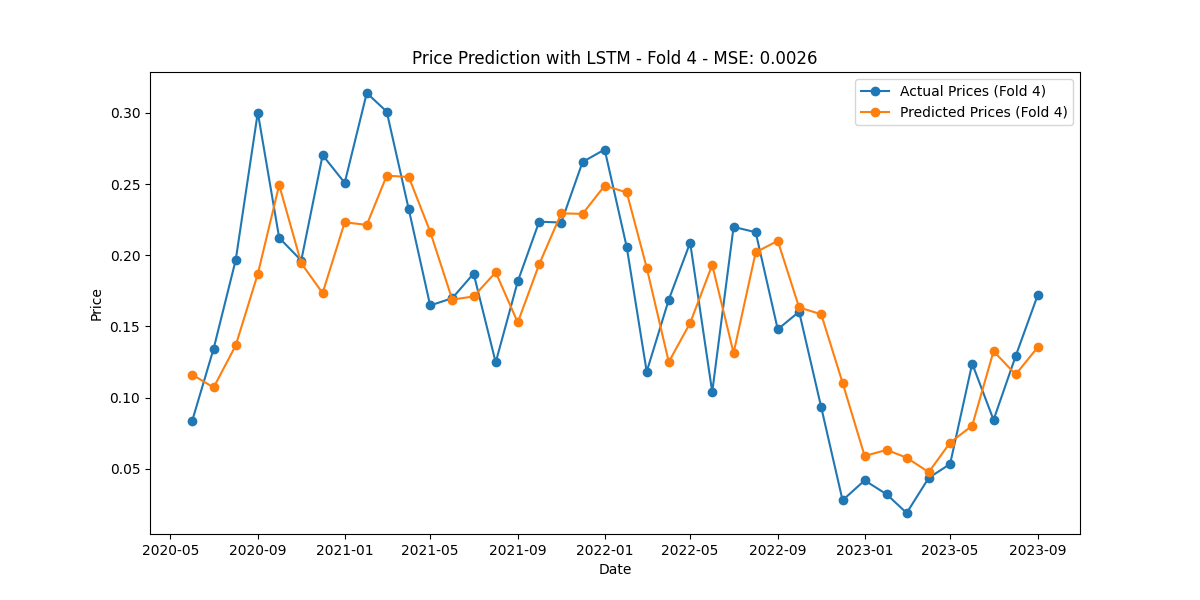 Price Prediction with LSTM - Fold 4 - MSE: 0.0026
Actual Prices (Fold 4)
Predicted Prices (Fold 4)
Price
0.30
0.25
0.20
0.15
0.10
0.05
2020-05 2020-09 2021-01 2021-05 2021-09 2022-01 2022-05 2022-09 2023-01 2023-05 2023-09
Date